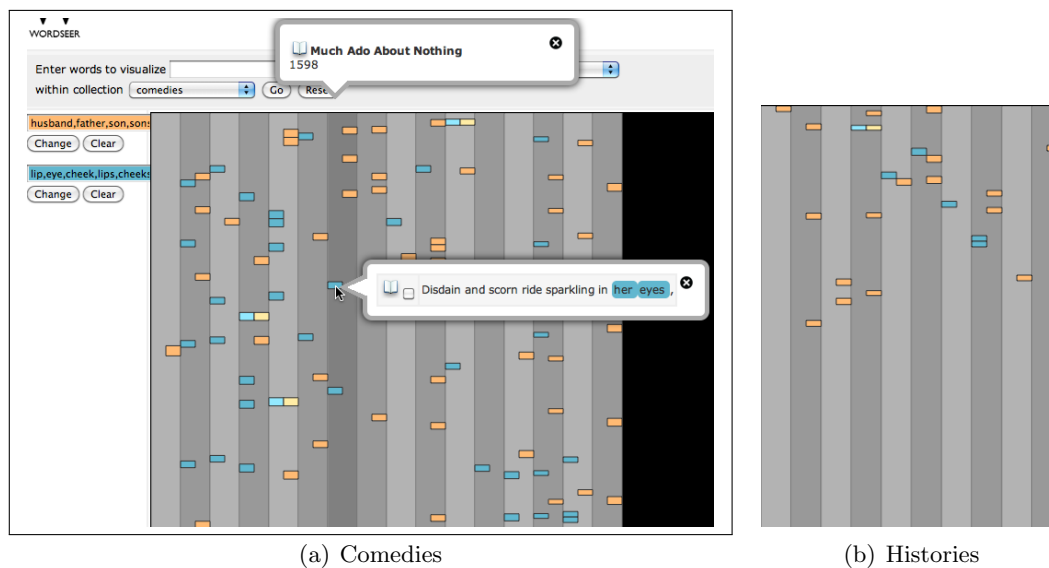 WORDSEER
Much Ado About Nothing
1598
Enter words to visualize
within collection comedies Go Rese
husband,father,son,sons
Change Clear
lip,eye,cheek,lips,cheeks
Change Clear
Disdain and scorn ride sparkling in her eyes ,
(a) Comedies
(b) Histories